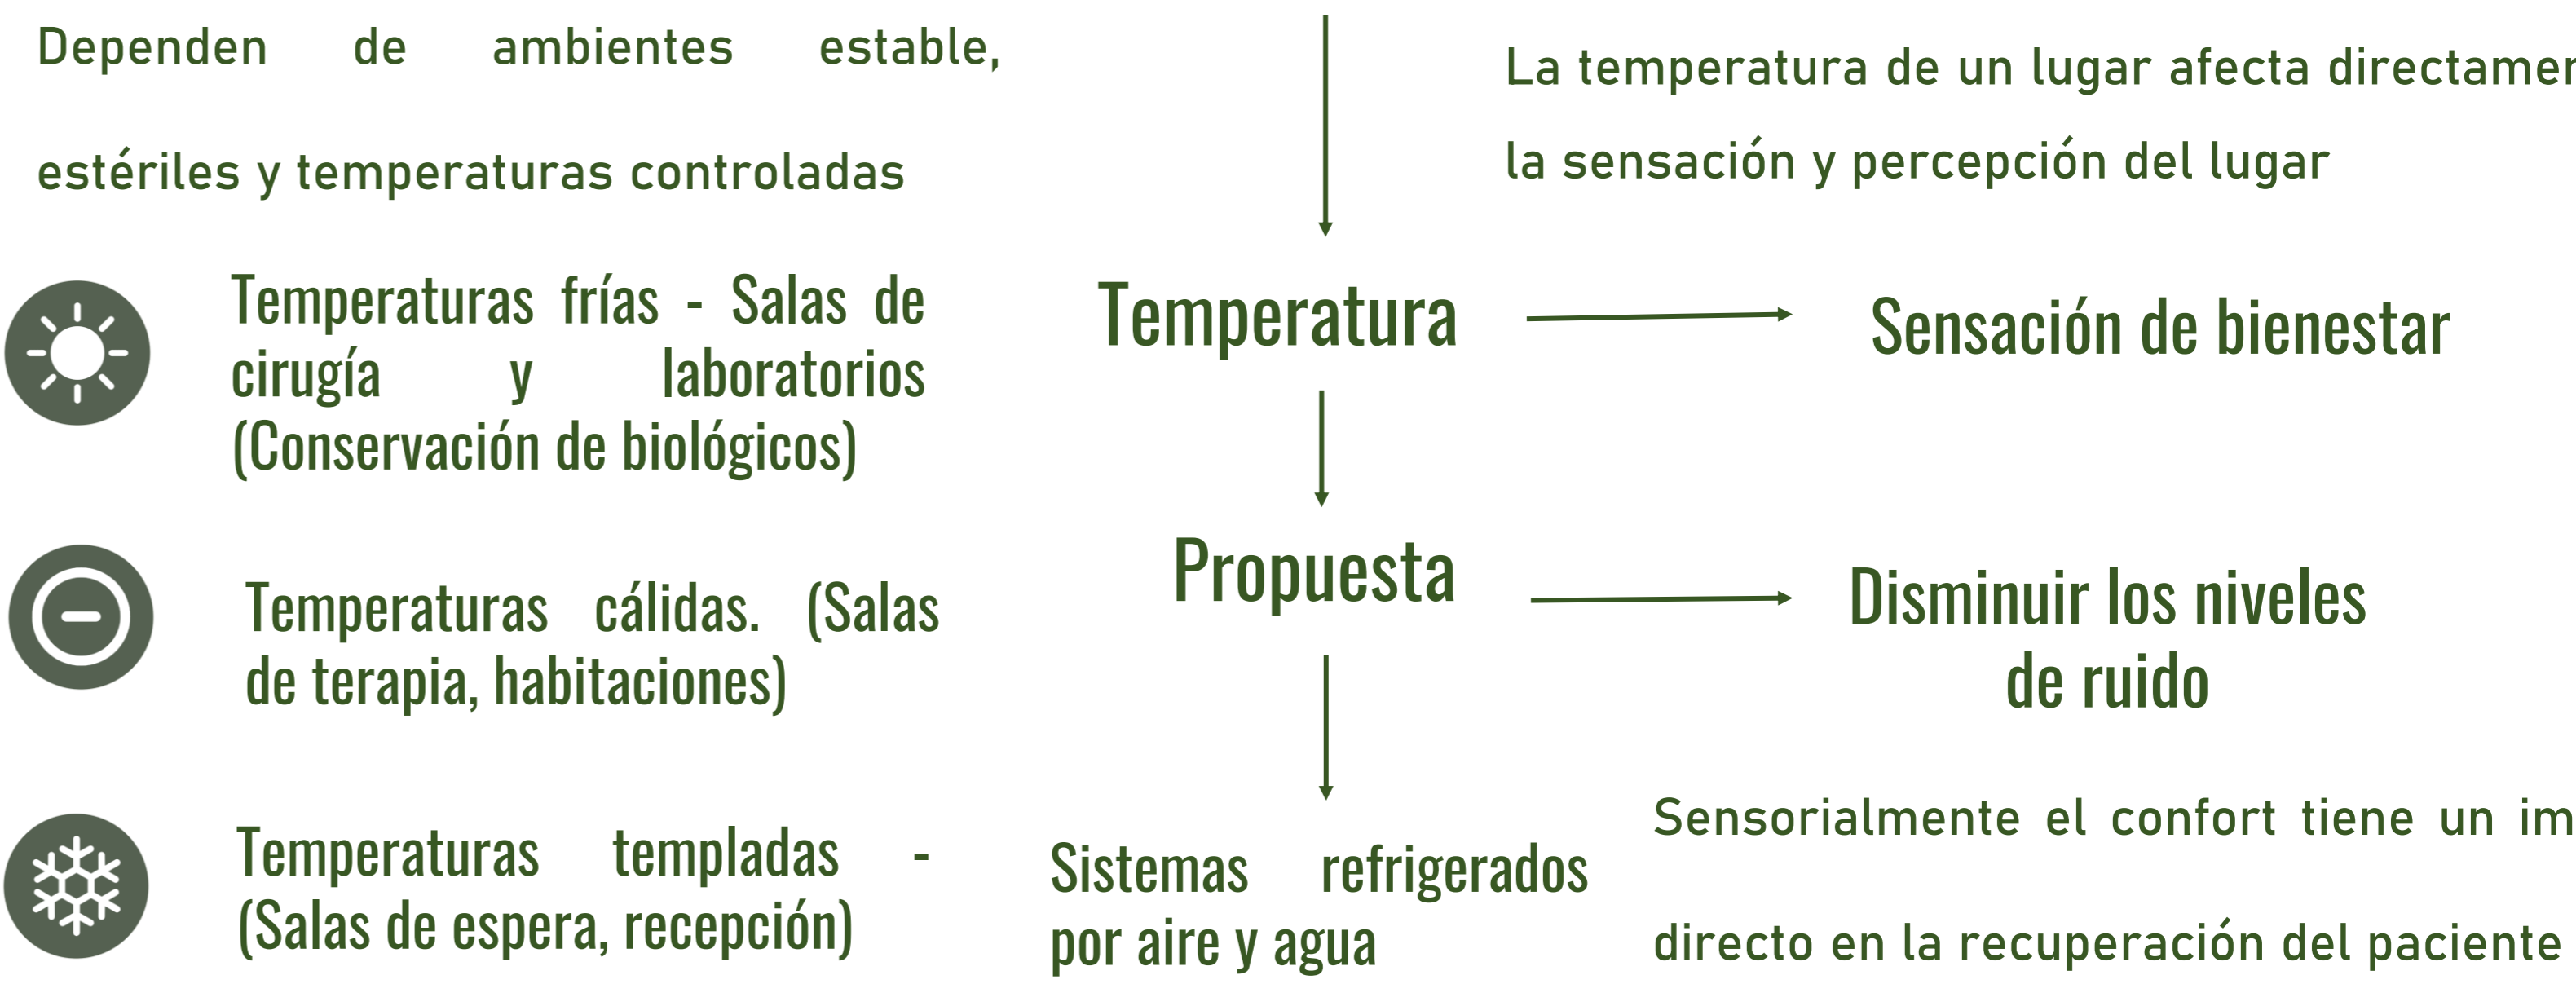 Dependen de ambientes estable,
estériles y temperaturas controladas
La temperatura de un lugar afecta
la sensación y percepción del lugar
Temperaturas frías - Salas de
cirugía y laboratorios
(Conservación de biológicos)
Temperatura
Sensación de bienestar
Temperaturas cálidas. (Salas
de terapia, habitaciones)
Propuesta
Disminuir los niveles
de ruido
Temperaturas templadas -
(Salas de espera, recepción)
Sistemas refrigerados
por aire y agua
Sensorialmente el confort tiene un
directo en la recuperación del paciente